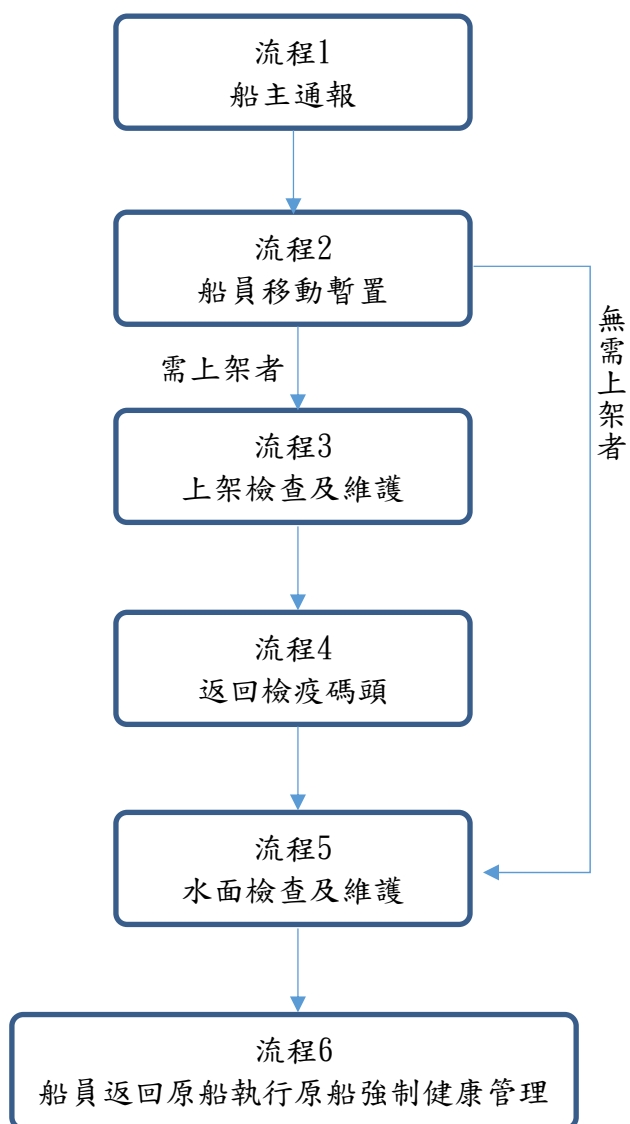 流程1
船主通報
流程2
船員移動暫置
需上架者
無需上架者
流程3
上架檢查及維護
流程4
返回檢疫碼頭
流程5
水面檢查及維護
流程6
船員返回原船執行原船強制健康管理